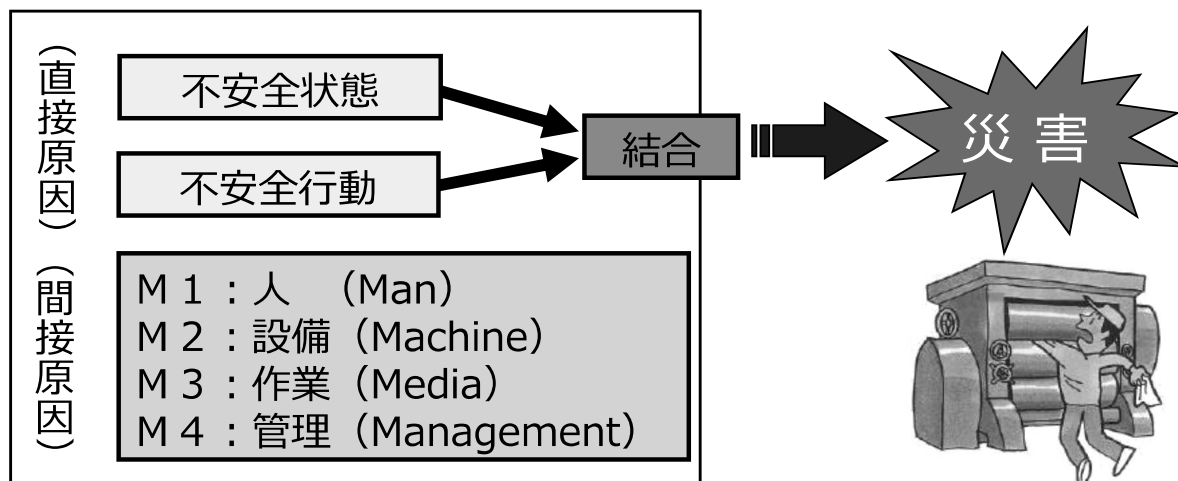 (直接原因)
不安全状態
不安全行動
結合
災害
(間接原因)
M1:人 (Man)
M2:設備(Machine)
M3:作業(Media)
M4:管理(Management)